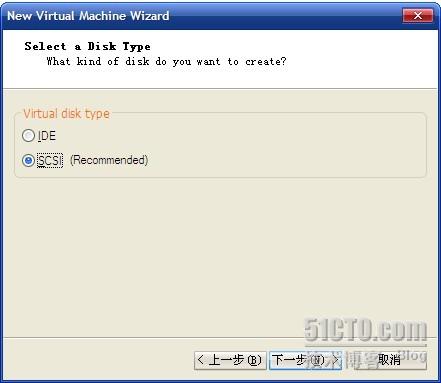 New Virtual Machine Wizard
Select a Disk Type
What kind of disk do you want to create?
Virtual disk type
IDE
SCSI (Recommended)
51CTO.com
技术博客 Blog
< 上一步(B) 下一步(N) > 取消